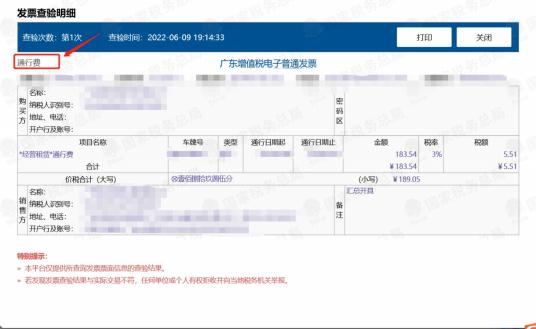 发票查验明细
查验次数：第1次 查验时间：2022-06-09 19:14:33 打印 关闭
通行费
广东增值税电子普通发票
购买方
名称：
纳税人识别号：
地址、电话：
开户行及账号：
密码区
项目名称 车牌号 类型 通行日期起 通行日期止 金额 税率 税额
*经营租赁*通行费 183.54 3% 5.51
合计 ￥183.54 ￥5.51
价税合计（大写） ⊗壹佰捌拾玖圆伍分 （小写） ￥189.05
销售方
名称：
纳税人识别号：
地址、电话：
开户行及账号：
备注
汇总开具
特别提示：
» 本平台仅提供所查询发票票面信息的查验结果。
» 若发现发票查验结果与实际交易不符，任何单位或个人有权拒收并向当地税务机关举报。